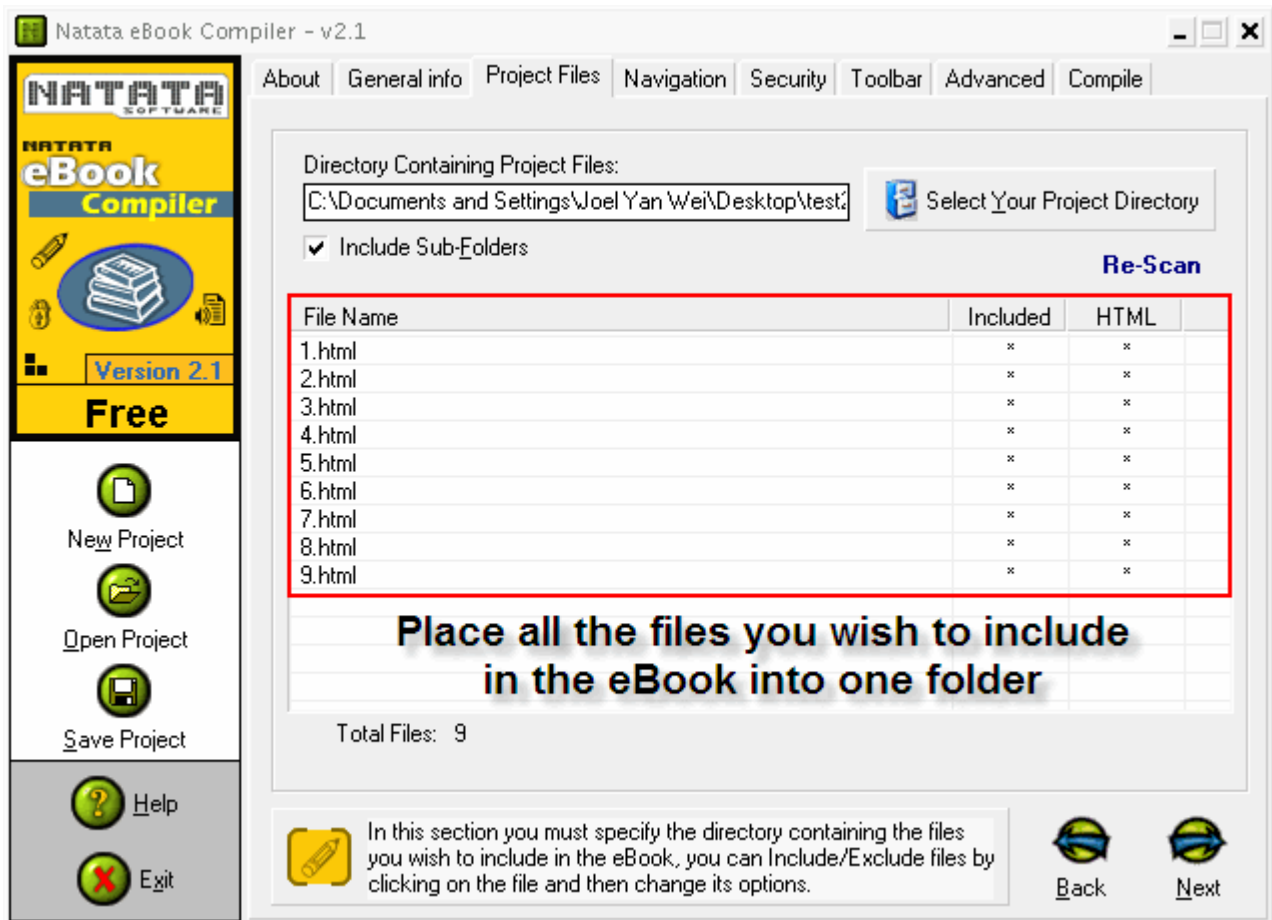 Natata eBook Compiler - v2.1
NATATA
SOFTWARE
NATATA
eBook
Compiler
Version 2.1
Free
New Project
Open Project
Save Project
Help
Exit
About General info Project Files Navigation Security Toolbar Advanced Compile
Directory Containing Project Files:
C:\Documents and Settings\Joel Yan Wei\Desktop\test2
Select Your Project Directory
Include Sub-Folders
Re-Scan
File Name Included HTML
1.html * *
2.html * *
3.html * *
4.html * *
5.html * *
6.html * *
7.html * *
8.html * *
9.html * *
Place all the files you wish to include
in the eBook into one folder
Total Files: 9
In this section you must specify the directory containing the files
you wish to include in the eBook, you can Include/Exclude files by
clicking on the file and then change its options.
Back Next